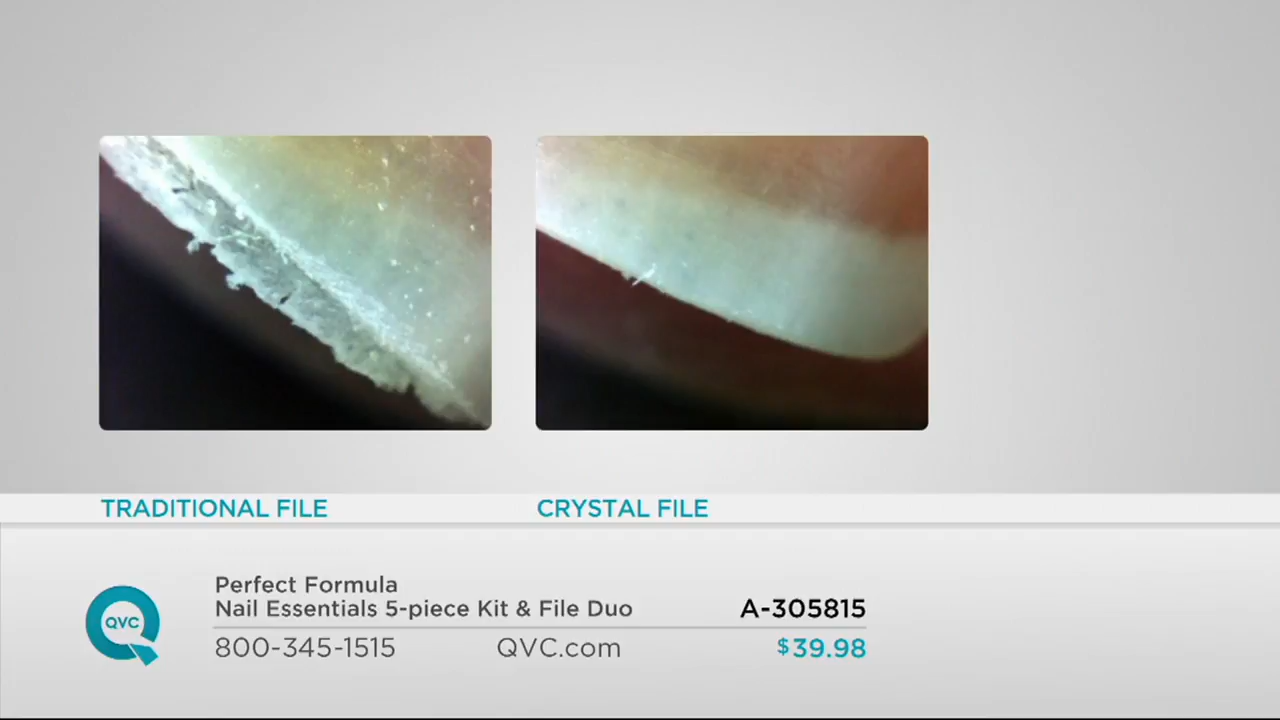 TRADITIONAL FILE
CRYSTAL FILE
QVC
Perfect Formula
Nail Essentials 5-piece Kit & File Duo
A-305815
800-345-1515
QVC.com
$39.98